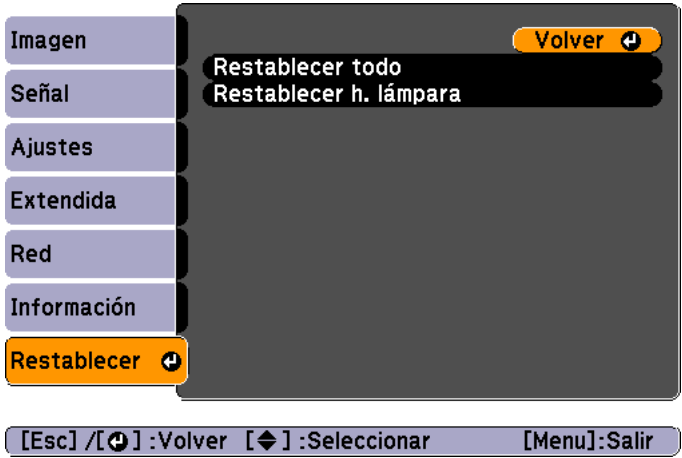 Imagen
Señal
Ajustes
Extendida
Red
Información
Restablecer
Volver
Restablecer todo
Restablecer h. lámpara
[Esc] /[ ] :Volver [ ] :Seleccionar [Menu]:Salir